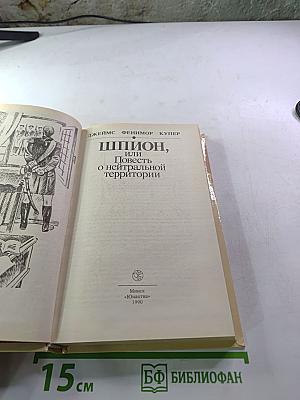 ДЖЕЙМС ФЕНИМОР КУПЕР
ШПИОН,
или
Повесть
о нейтральной
территории
Минск
«Юнацтва»
1990
15 см
БФ БИБЛИОФАН